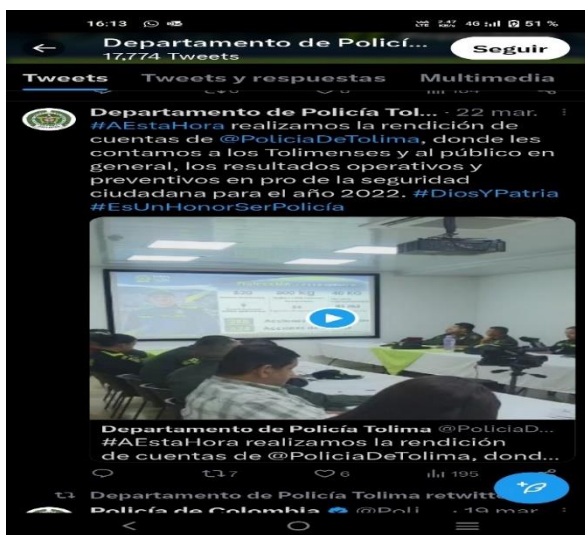 16:13 4G 51 %
Departamento de Policí...
17,774 Tweets
Seguir
Tweets Tweets y respuestas Multimedia
Departamento de Policía Tol... · 22 mar.
#AEstaHora realizamos la rendición de
cuentas de @PoliciaDeTolima, donde les
contamos a los Tolimenses y al público en
general, los resultados operativos y
preventivos en pro de la seguridad
ciudadana para el año 2022. #DiosYPatria
#EsUnHonorSerPolicía
Departamento de Policía Tolima @PoliciaD...
#AEstaHora realizamos la rendición
de cuentas de @PoliciaDeTolima, dond...
7 6 195
Departamento de Policía Tolima retwitt
Policía de Colombia @Poli · 19 mar.